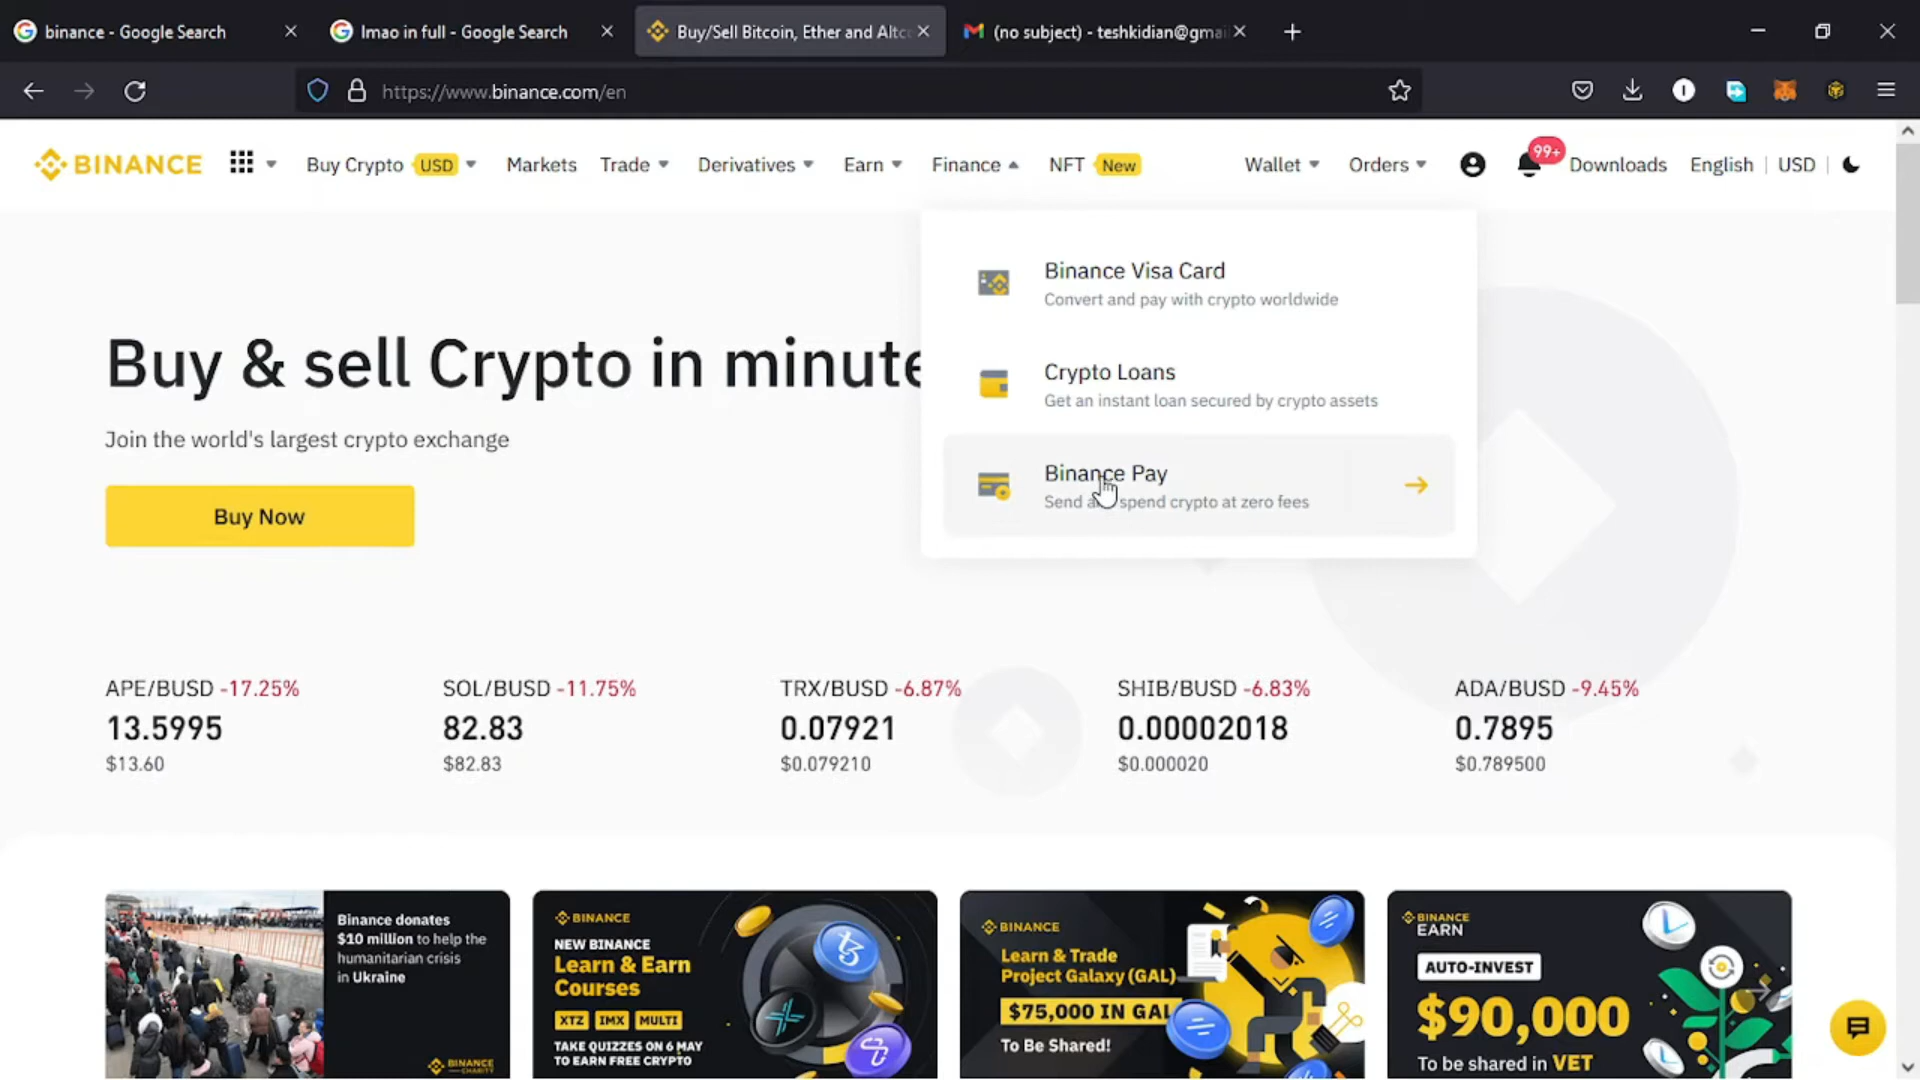 binance - Google Search
lmao in full - Google Search
Buy/Sell Bitcoin, Ether and Altc
(no subject) - teshkidian@gmai
https://www.binance.com/en
BINANCE
Buy Crypto USD
Markets
Trade
Derivatives
Earn
Finance
NFT New
Wallet
Orders
99+
Downloads
English
USD
Binance Visa Card
Convert and pay with crypto worldwide
Crypto Loans
Get an instant loan secured by crypto assets
Binance Pay
Send a spend crypto at zero fees
Buy & sell Crypto in minute
Join the world's largest crypto exchange
Buy Now
APE/BUSD -17.25%
13.5995
$13.60
SOL/BUSD -11.75%
82.83
$82.83
TRX/BUSD -6.87%
0.07921
$0.079210
SHIB/BUSD -6.83%
0.00002018
$0.000020
ADA/BUSD -9.45%
0.7895
$0.789500
Binance donates
$10 million to help the
humanitarian crisis
in Ukraine
BINANCE
CHARITY
BINANCE
NEW BINANCE
Learn & Earn
Courses
XTZ IMX MULTI
TAKE QUIZZES ON 6 MAY
TO EARN FREE CRYPTO
BINANCE
Learn & Trade
Project Galaxy (GAL)
$75,000 IN GAL
To Be Shared!
BINANCE
EARN
AUTO-INVEST
$90,000
To be shared in VET